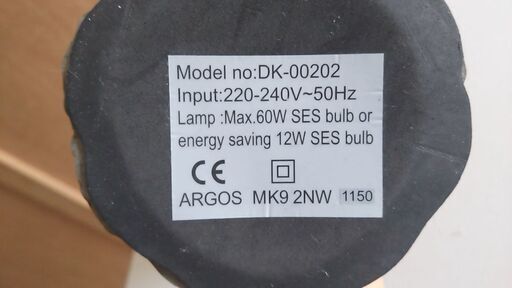 Model no:DK-00202
Input:220-240V~50Hz
Lamp :Max.60W SES bulb or
energy saving 12W SES bulb
CE
ARGOS MK9 2NW 1150